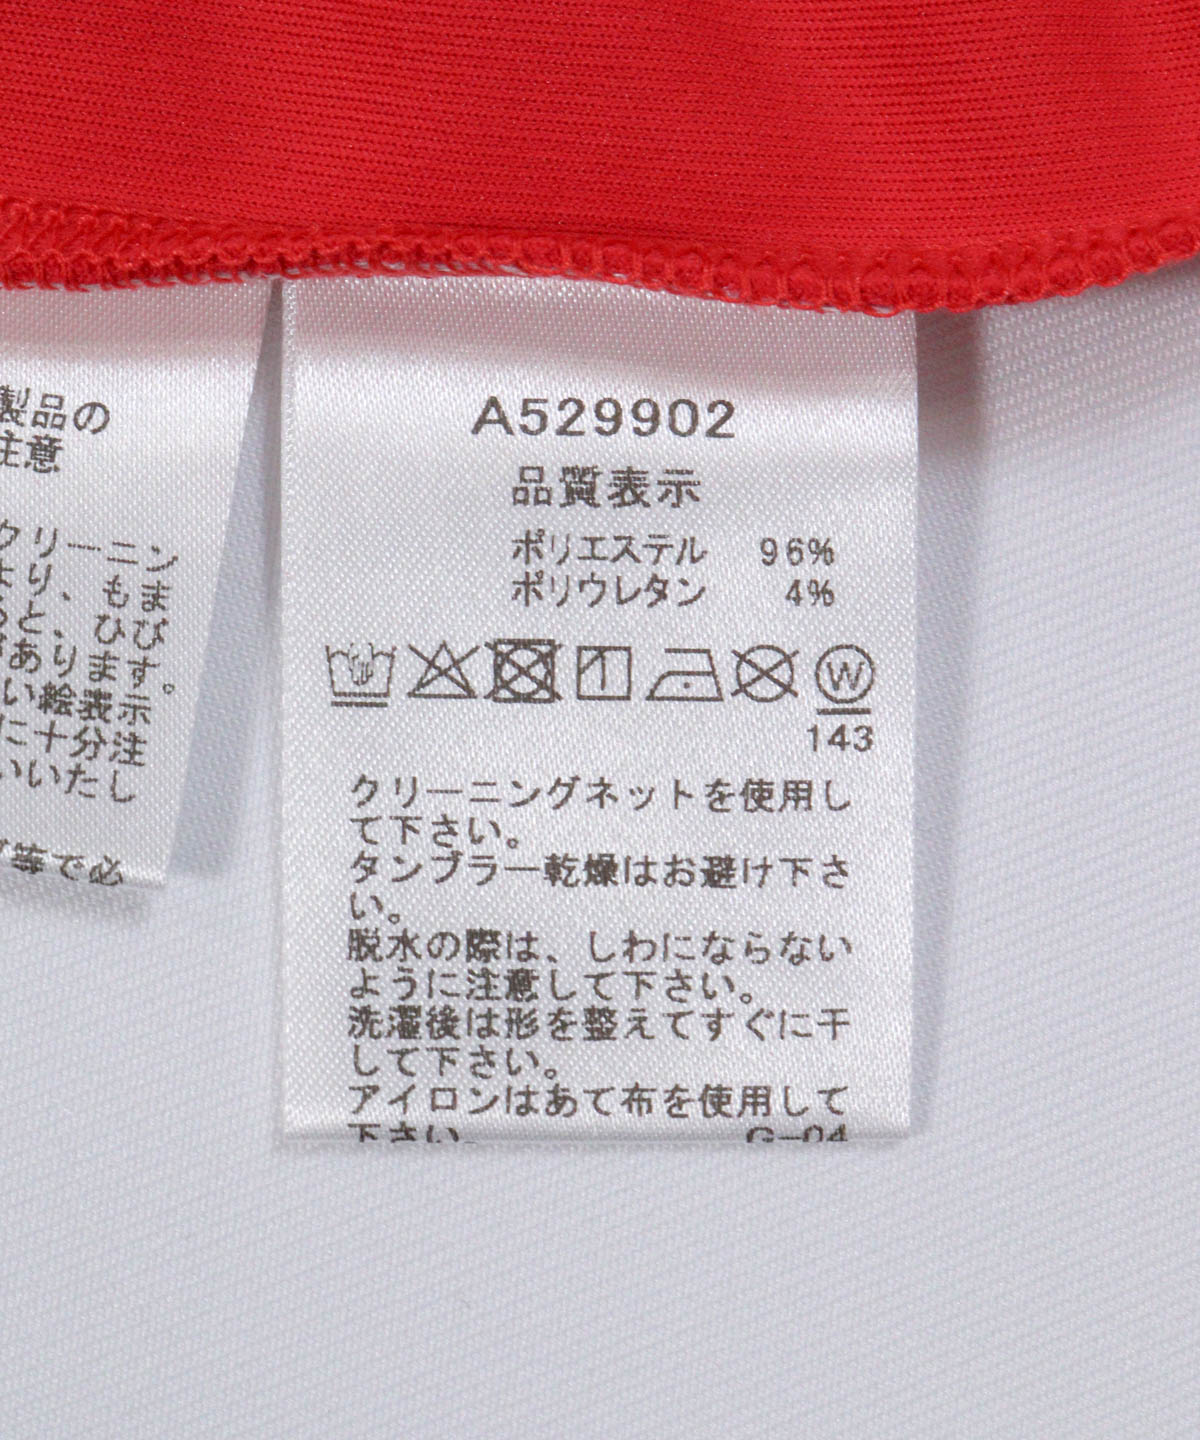 製品の
注意
クリーニン
より、もま
ると、ひび
がありす。
い絵表示
に十分注
いいたし
等で必
A529902
品質表示
ポリエステル 96%
ポリウレタン 4%
W
143
クリーニングネットを使用し
て下さい。
タンブラー乾燥はお避け下さ
い。
脱水の際は、しわにならない
ように注意して下さい。
洗濯後は形を整えてすぐに干
して下さい。
アイロンはあて布を使用して
下さい。 G-04